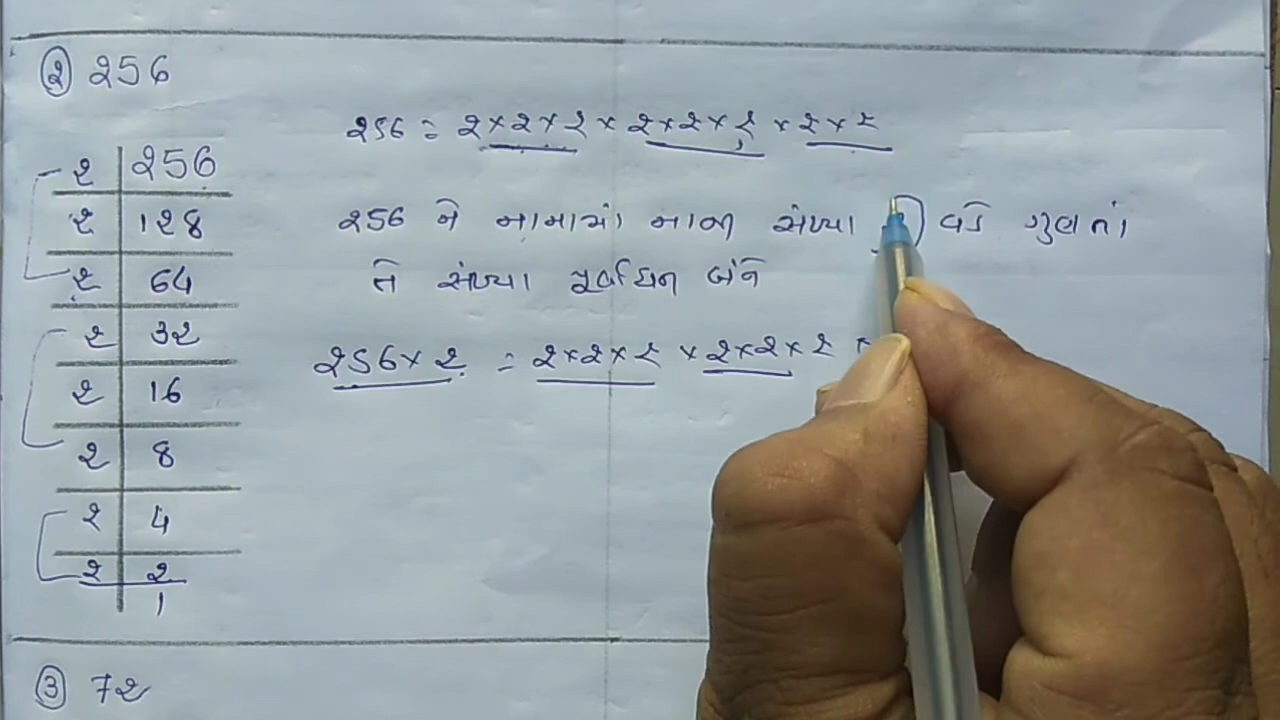 (૨) ૨56
256 = ૨×૨×૨ × ૨×૨×૨ × ૨×૨
૨ | ૨56
૨ | 1૨8
૨ | 64
૨ | 3૨
૨ | 16
૨ | 8
૨ | 4
૨ | ૨
1
૨56 ને નાનામાં નાની સંખ્યા વડે ગુણતાં
તે સંખ્યા પૂર્ણઘન બને
૨56×૨ = ૨×૨×૨ × ૨×૨×૨
(3) 7૨